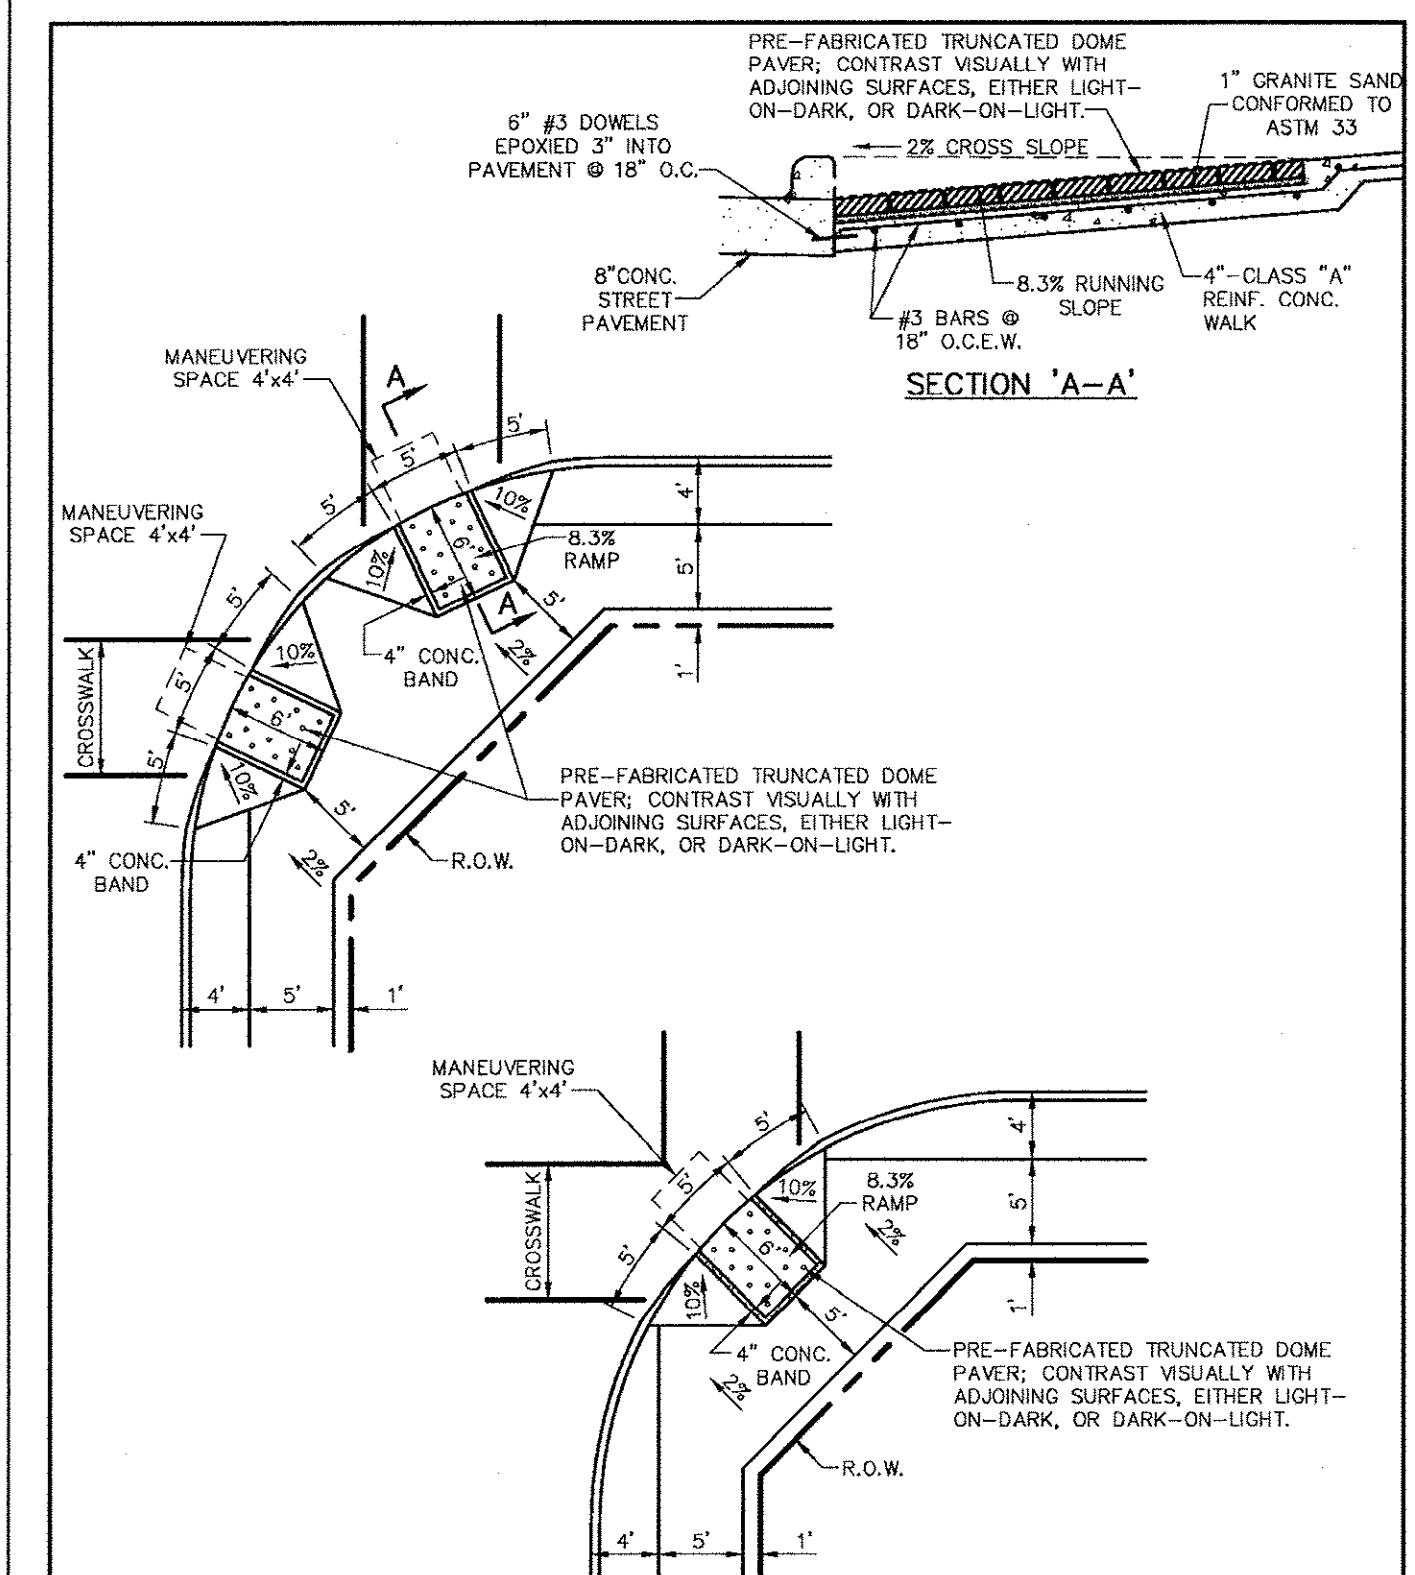 PRE-FABRICATED TRUNCATED DOME
PAVER; CONTRAST VISUALLY WITH
ADJOINING SURFACES, EITHER LIGHT-
ON-DARK, OR DARK-ON-LIGHT.
1" GRANITE SAND
CONFORMED TO
ASTM 33
6" #3 DOWELS
EPOXIED 3" INTO
PAVEMENT @ 18" O.C.
2% CROSS SLOPE
8"CONC.
STREET
PAVEMENT
#3 BARS @
18" O.C.E.W.
8.3% RUNNING
SLOPE
4"-CLASS "A"
REINF. CONC.
WALK
SECTION 'A-A'
MANEUVERING
SPACE 4'x4'
A
5'
5'
5'
10%
10%
6'
8.3%
RAMP
4'
5'
1'
A
5'
2%
4" CONC.
BAND
MANEUVERING
SPACE 4'x4'
5'
5'
5'
CROSSWALK
10%
6'
10%
5'
2%
4" CONC.
BAND
PRE-FABRICATED TRUNCATED DOME
PAVER; CONTRAST VISUALLY WITH
ADJOINING SURFACES, EITHER LIGHT-
ON-DARK, OR DARK-ON-LIGHT.
R.O.W.
4'
5'
1'
MANEUVERING
SPACE 4'x4'
5'
5'
5'
CROSSWALK
10%
8.3%
RAMP
2%
6'
10%
5'
4'
5'
1'
4" CONC.
BAND
2%
PRE-FABRICATED TRUNCATED DOME
PAVER; CONTRAST VISUALLY WITH
ADJOINING SURFACES, EITHER LIGHT-
ON-DARK, OR DARK-ON-LIGHT.
R.O.W.
4'
5'
1'